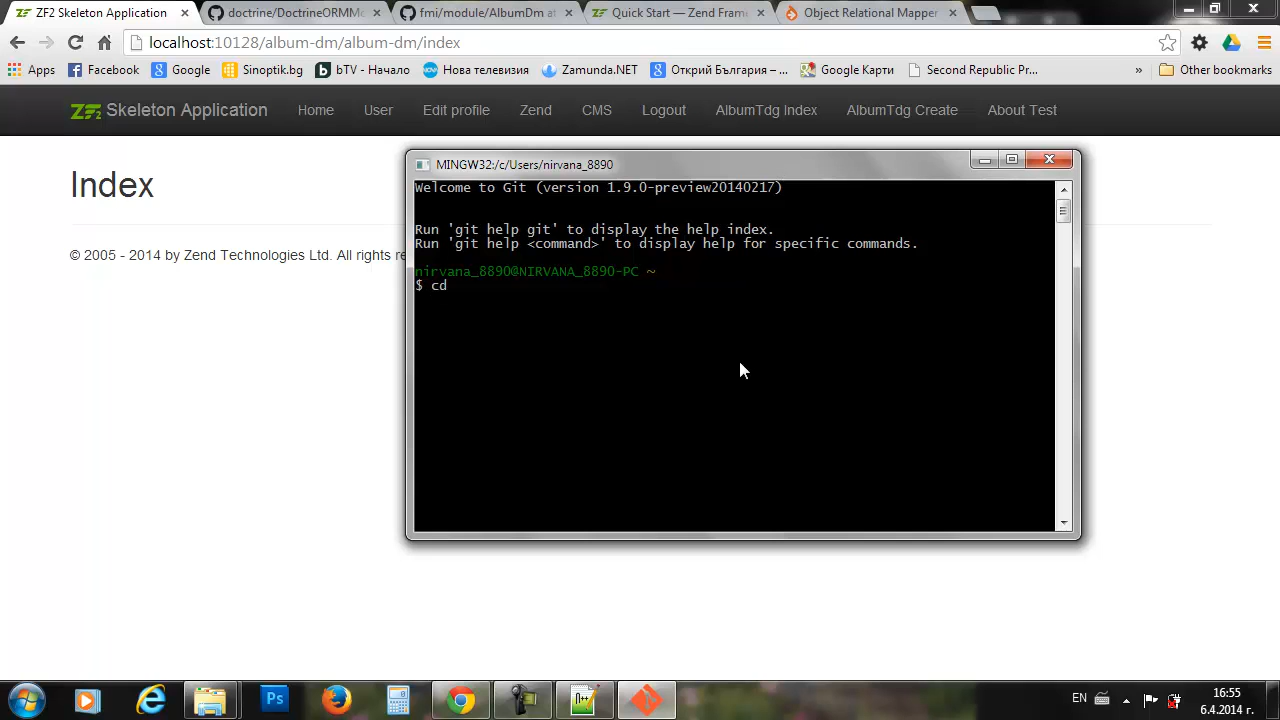 ZF2 Skeleton Application
doctrine/DoctrineORMMo
fmi/module/AlbumDm at
Quick Start — Zend Fram
Object Relational Mapper
localhost:10128/album-dm/album-dm/index
Apps
Facebook
Google
Sinoptik.bg
bTV - Начало
Нова телевизия
Zamunda.NET
Открий България – ...
Google Карти
Second Republic Pr...
»
Other bookmarks
ZF2 Skeleton Application
Home
User
Edit profile
Zend
CMS
Logout
AlbumTdg Index
AlbumTdg Create
About Test
Index
© 2005 - 2014 by Zend Technologies Ltd. All rights re
MINGW32:/c/Users/nirvana_8890
Welcome to Git (version 1.9.0-preview20140217)
Run 'git help git' to display the help index.
Run 'git help <command>' to display help for specific commands.
nirvana_8890@NIRVANA_8890-PC ~
$ cd
Ps
EN
16:55
6.4.2014 г.